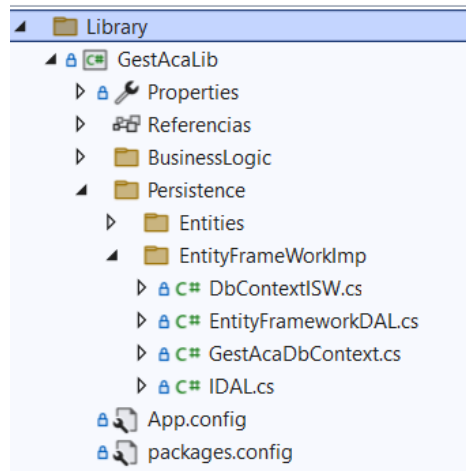 Library
C# GestAcaLib
Properties
Referencias
BusinessLogic
Persistence
Entities
EntityFrameWorkImp
C# DbContextISW.cs
C# EntityFrameworkDAL.cs
C# GestAcaDbContext.cs
C# IDAL.cs
App.config
packages.config